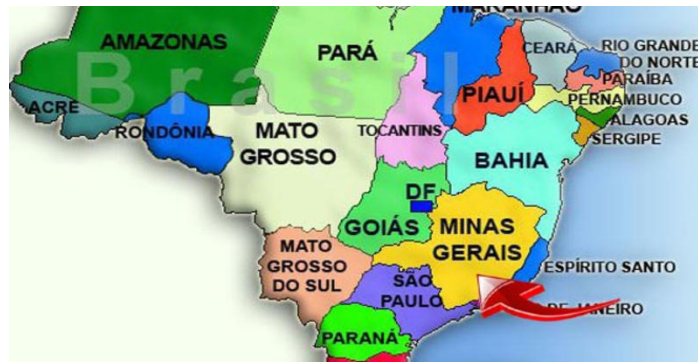 MARANHÃO
AMAZONAS
PARÁ
CEARÁ
RIO GRANDE
DO NORTE
Brasil
PARAÍBA
PIAUÍ
PERNAMBUCO
ACRE
ALAGOAS
RONDÔNIA
MATO
GROSSO
TOCANTINS
SERGIPE
BAHIA
DF
GOIÁS
MINAS
GERAIS
MATO
GROSSO
DO SUL
SÃO
PAULO
ESPÍRITO SANTO
DE JANEIRO
PARANÁ